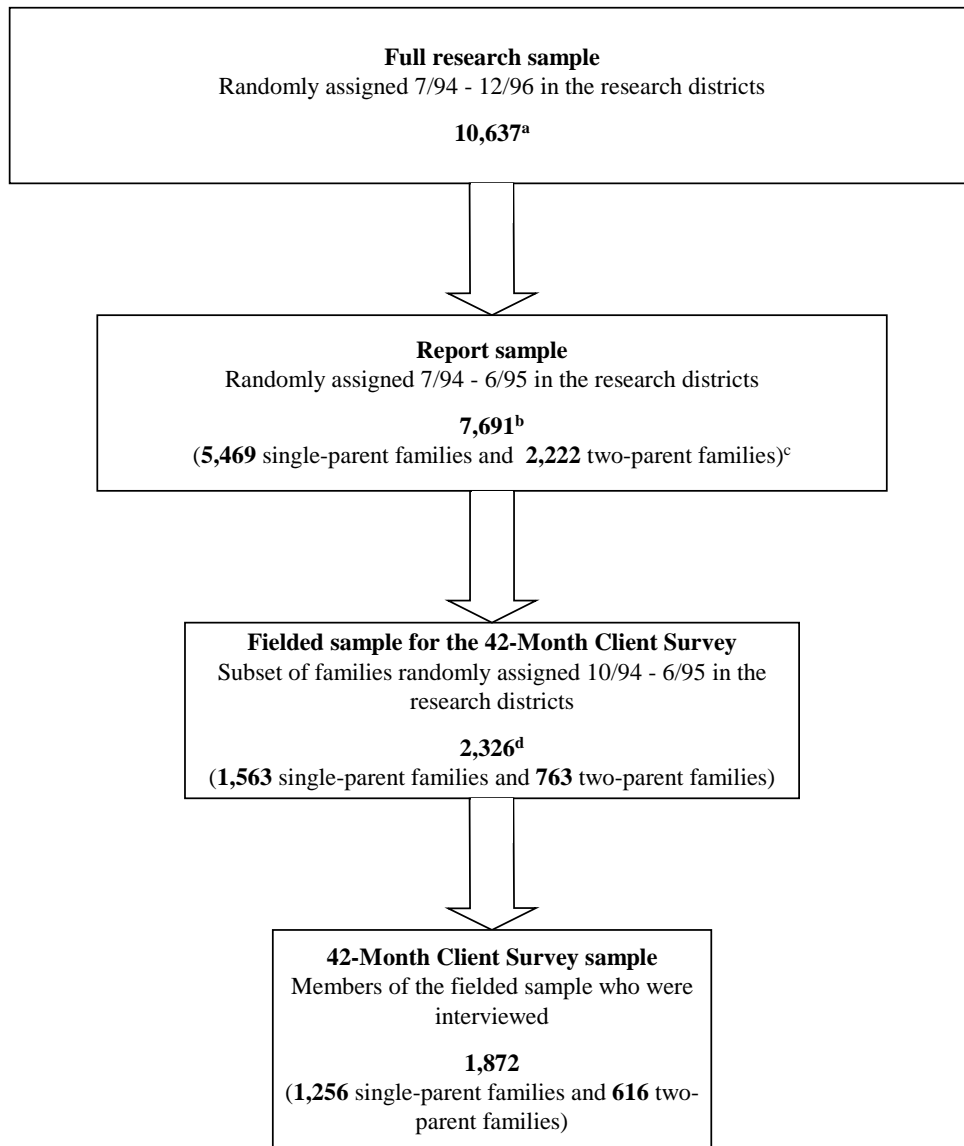 Full research sample
Randomly assigned 7/94 - 12/96 in the research districts
10,637ᵃ
Report sample
Randomly assigned 7/94 - 6/95 in the research districts
7,691ᵇ
(5,469 single-parent families and 2,222 two-parent families)ᶜ
Fielded sample for the 42-Month Client Survey
Subset of families randomly assigned 10/94 - 6/95 in the
research districts
2,326ᵈ
(1,563 single-parent families and 763 two-parent families)
42-Month Client Survey sample
Members of the fielded sample who were
interviewed
1,872
(1,256 single-parent families and 616 two-
parent families)